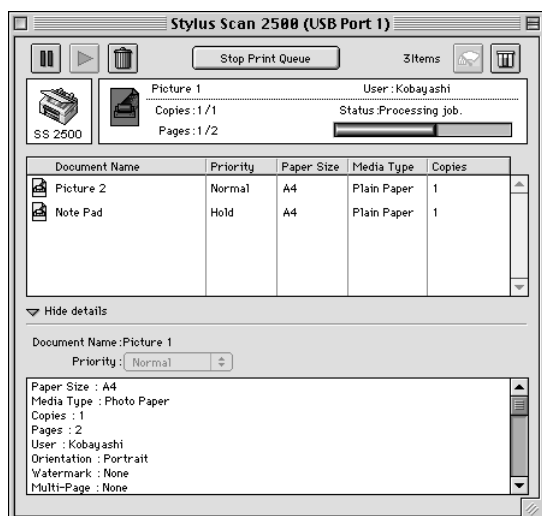 Stylus Scan 2500 (USB Port 1)
Stop Print Queue
3Items
Picture 1
User :Kobayashi
Copies :1/1
Status :Processing job.
SS 2500
Pages :1/2
Document Name Priority Paper Size Media Type Copies
Picture 2 Normal A4 Plain Paper 1
Note Pad Hold A4 Plain Paper 1
Hide details
Document Name :Picture 1
Priority : Normal
Paper Size : A4
Media Type : Photo Paper
Copies : 1
Pages : 2
User : Kobayashi
Orientation : Portrait
Watermark : None
Multi-Page : None